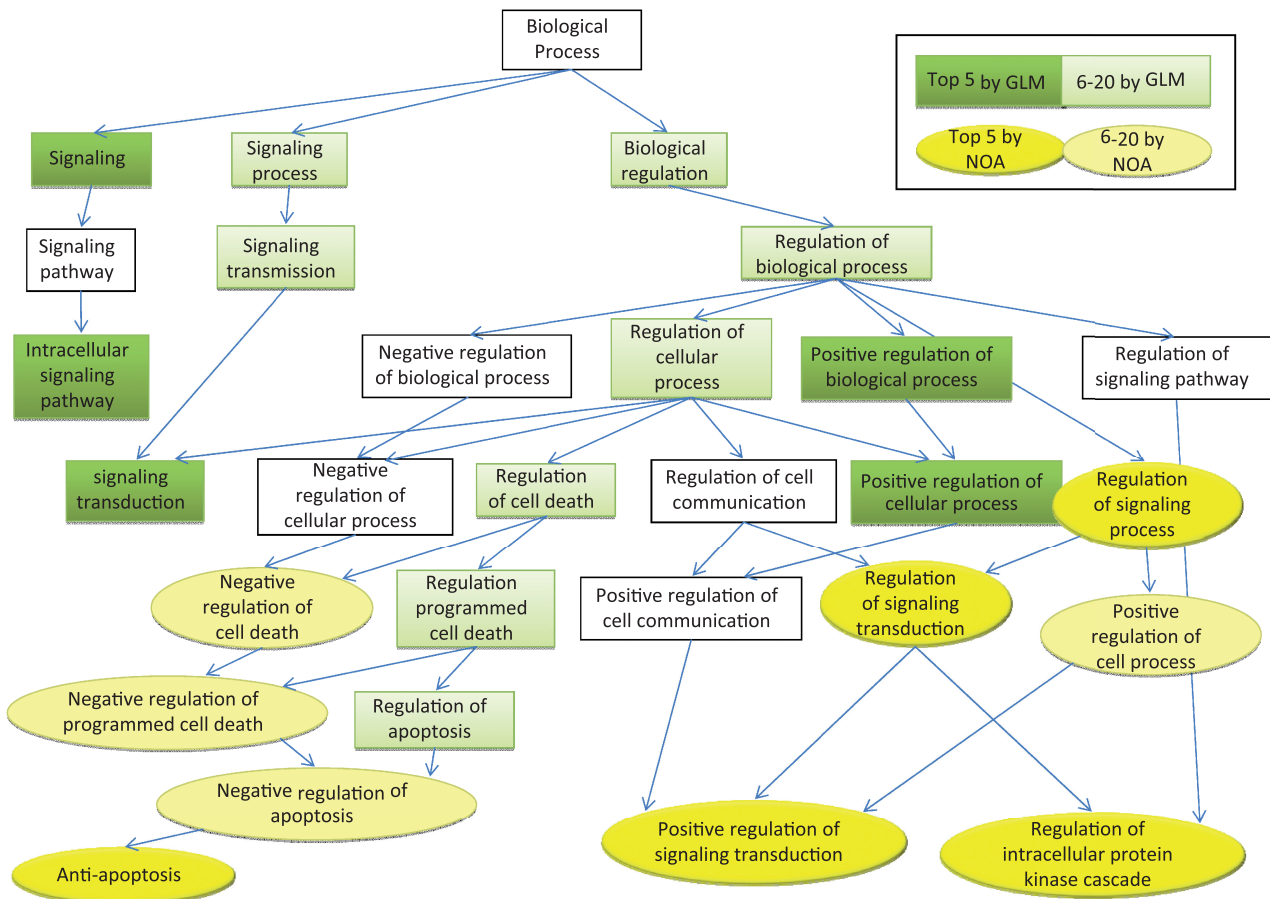 Biological
Process
Top 5 by GLM
6-20 by GLM
Top 5 by
NOA
6-20 by
NOA
Signaling
Signaling
process
Biological
regulation
Signaling
pathway
Signaling
transmission
Regulation of
biological process
Intracellular
signaling
pathway
Negative regulation
of biological process
Regulation of
cellular
process
Positive regulation of
biological process
Regulation of
signaling pathway
signaling
transduction
Negative
regulation of
cellular process
Regulation
of cell death
Regulation of cell
communication
Positive regulation of
cellular process
Regulation
of signaling
process
Negative
regulation of
cell death
Regulation
programmed
cell death
Positive regulation of
cell communication
Regulation
of signaling
transduction
Positive
regulation of
cell process
Negative regulation of
programmed cell death
Regulation of
apoptosis
Negative regulation of
apoptosis
Anti-apoptosis
Positive regulation of
signaling transduction
Regulation of
intracellular protein
kinase cascade